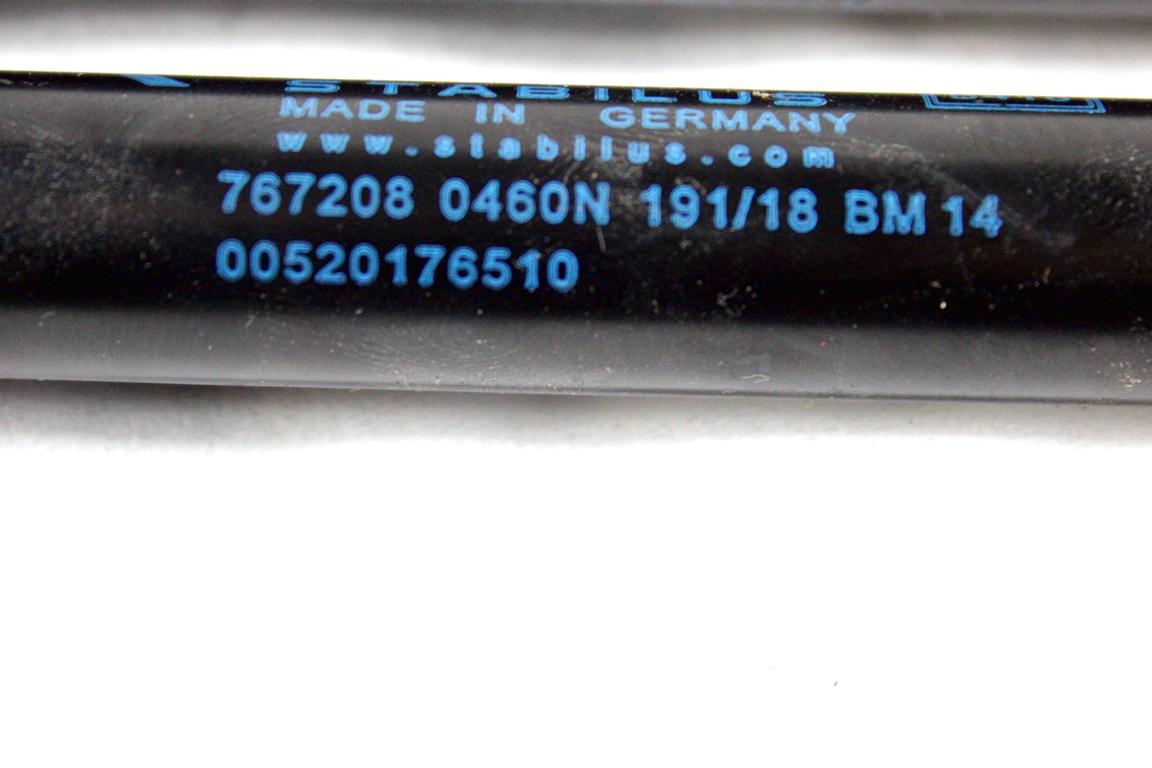 STABILUS
MADE IN GERMANY
www.stabilus.com
767208 0460N 191/18 BM 14
00520176510